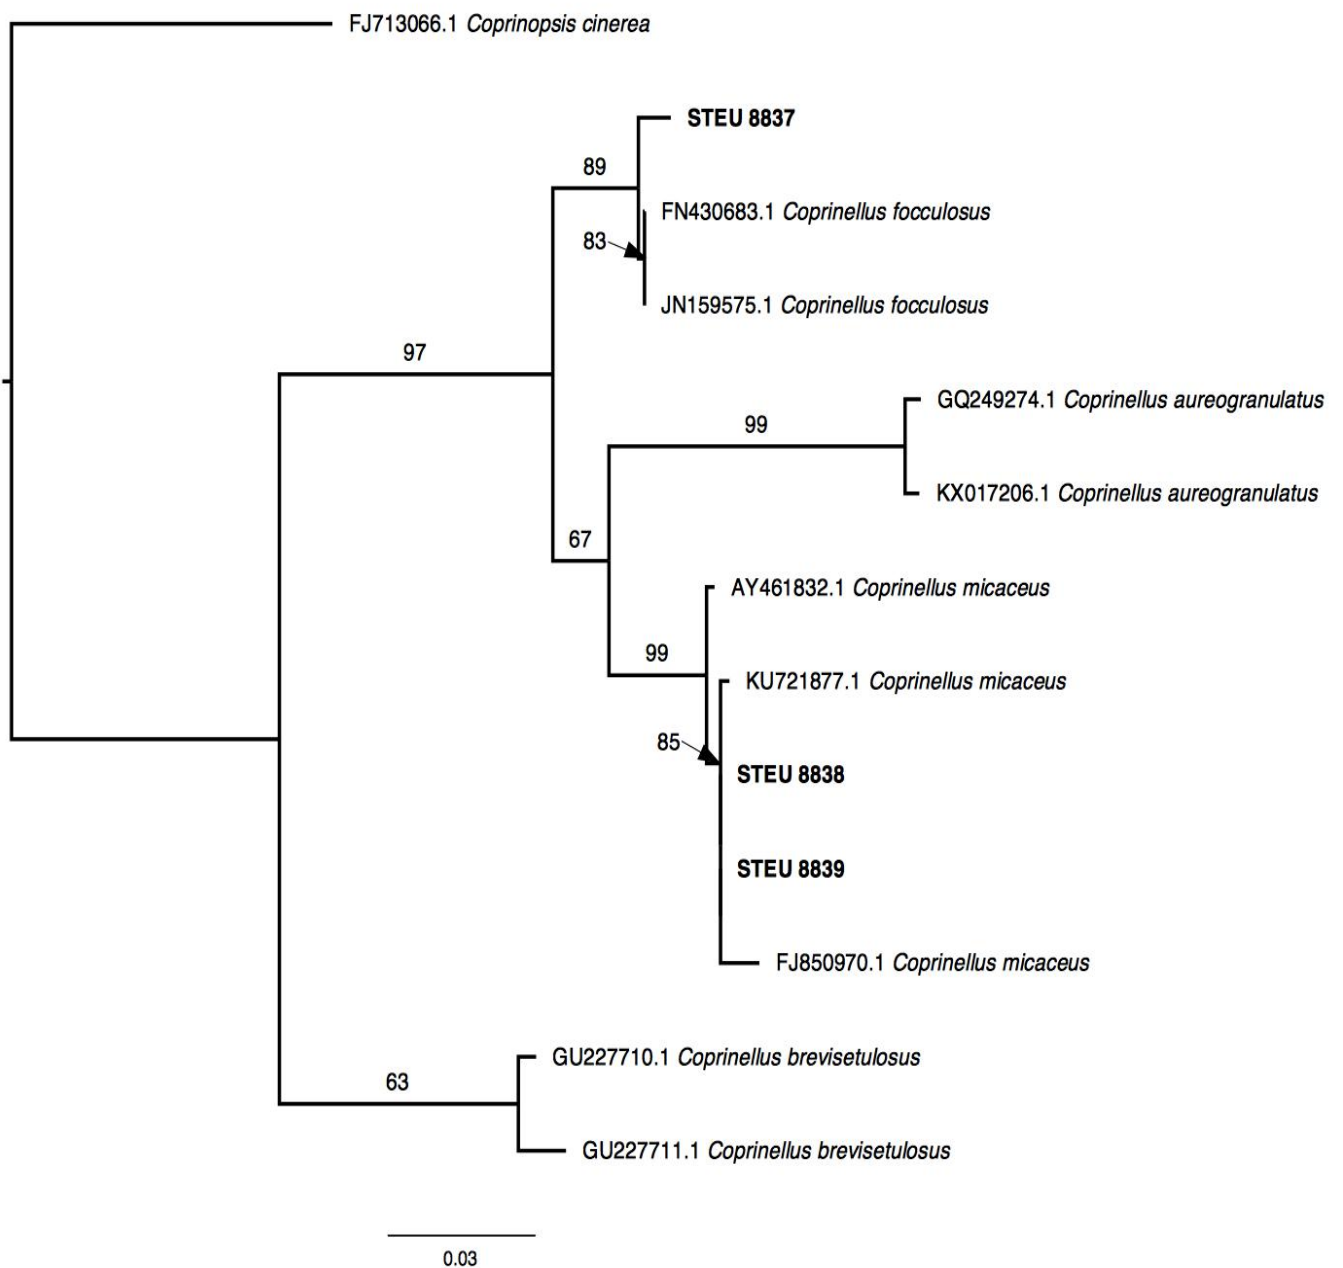 FJ713066.1 Coprinopsis cinerea
STEU 8837
89
FN430683.1 Coprinellus focculosus
83
JN159575.1 Coprinellus focculosus
97
GQ249274.1 Coprinellus aureogranulatus
99
KX017206.1 Coprinellus aureogranulatus
67
AY461832.1 Coprinellus micaceus
99
KU721877.1 Coprinellus micaceus
85
STEU 8838
STEU 8839
FJ850970.1 Coprinellus micaceus
GU227710.1 Coprinellus brevisetulosus
63
GU227711.1 Coprinellus brevisetulosus
0.03